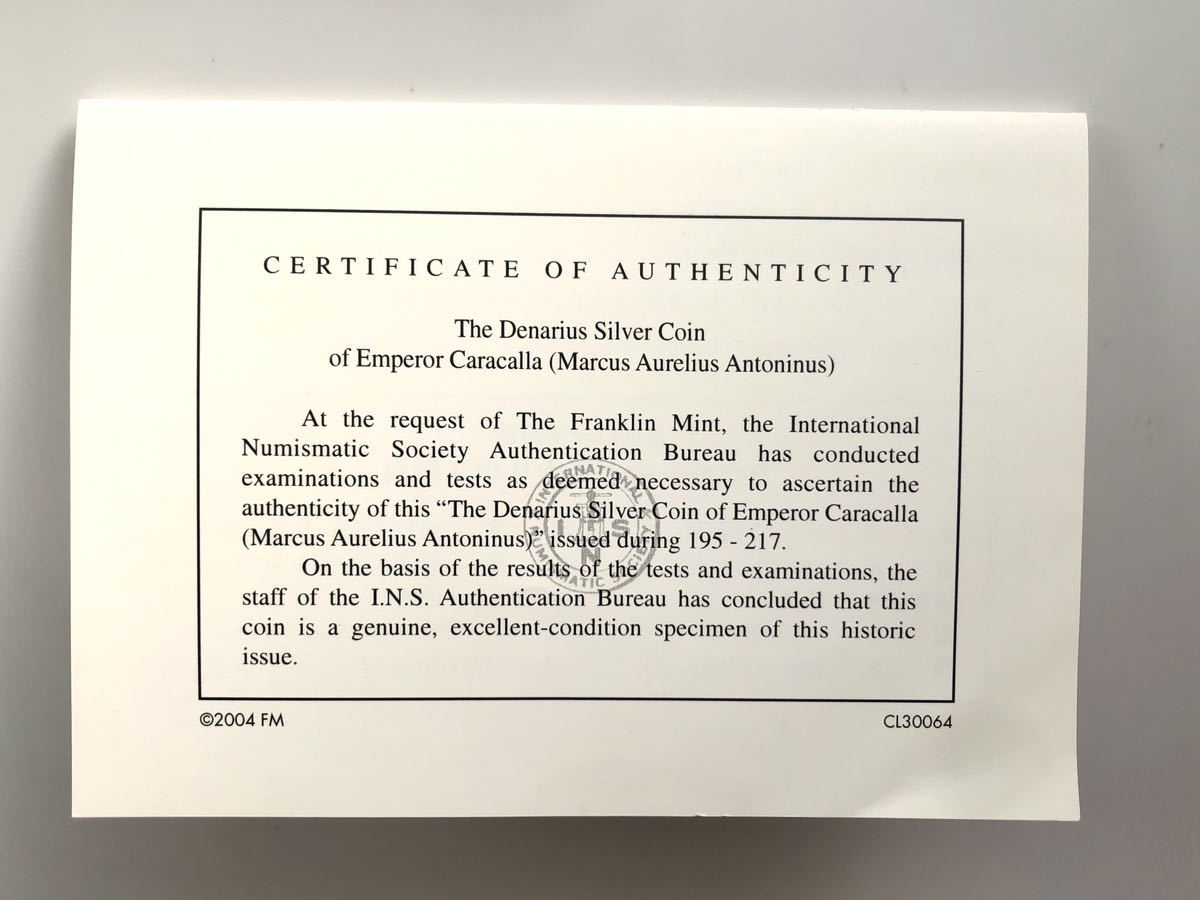 CERTIFICATE OF AUTHENTICITY
The Denarius Silver Coin
of Emperor Caracalla (Marcus Aurelius Antoninus)
At the request of The Franklin Mint, the International
Numismatic Society Authentication Bureau has conducted
examinations and tests as deemed necessary to ascertain the
authenticity of this “The Denarius Silver Coin of Emperor Caracalla
(Marcus Aurelius Antoninus)” issued during 195 - 217.
On the basis of the results of the tests and examinations, the
staff of the I.N.S. Authentication Bureau has concluded that this
coin is a genuine, excellent-condition specimen of this historic
issue.
INTERNATIONAL
NUMISMATIC SOCIETY
I S
N
©2004 FM
CL30064